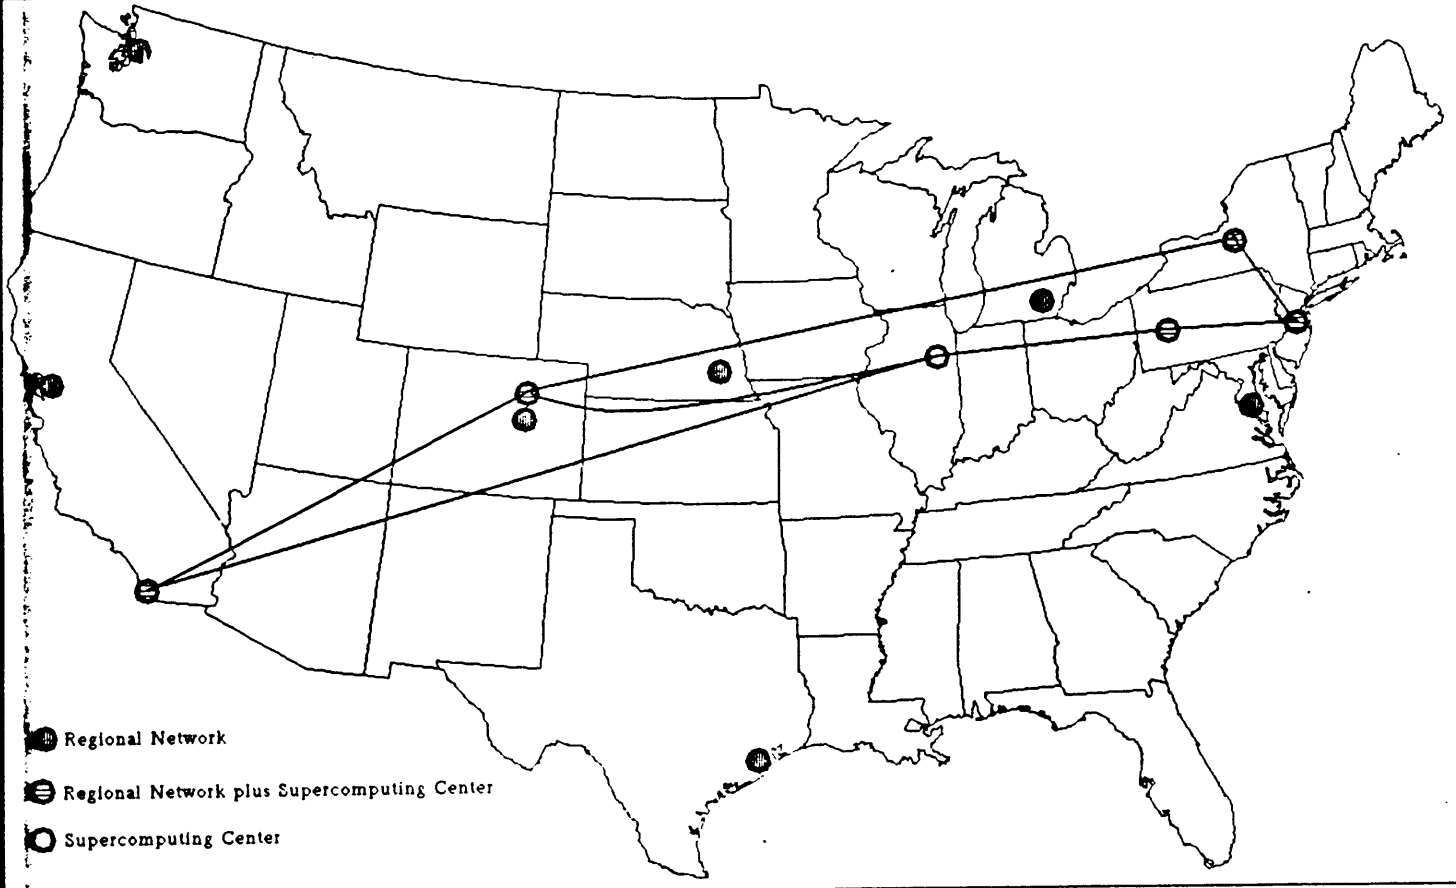 Regional Network
Regional Network plus Supercomputing Center
Supercomputing Center